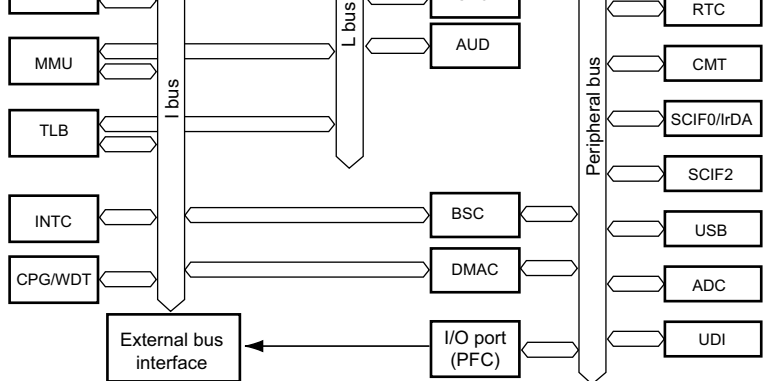 RTC
L bus
AUD
MMU
CMT
I bus
Peripheral bus
TLB
SCIF0/IrDA
SCIF2
INTC
BSC
USB
CPG/WDT
DMAC
ADC
External bus
interface
I/O port
(PFC)
UDI